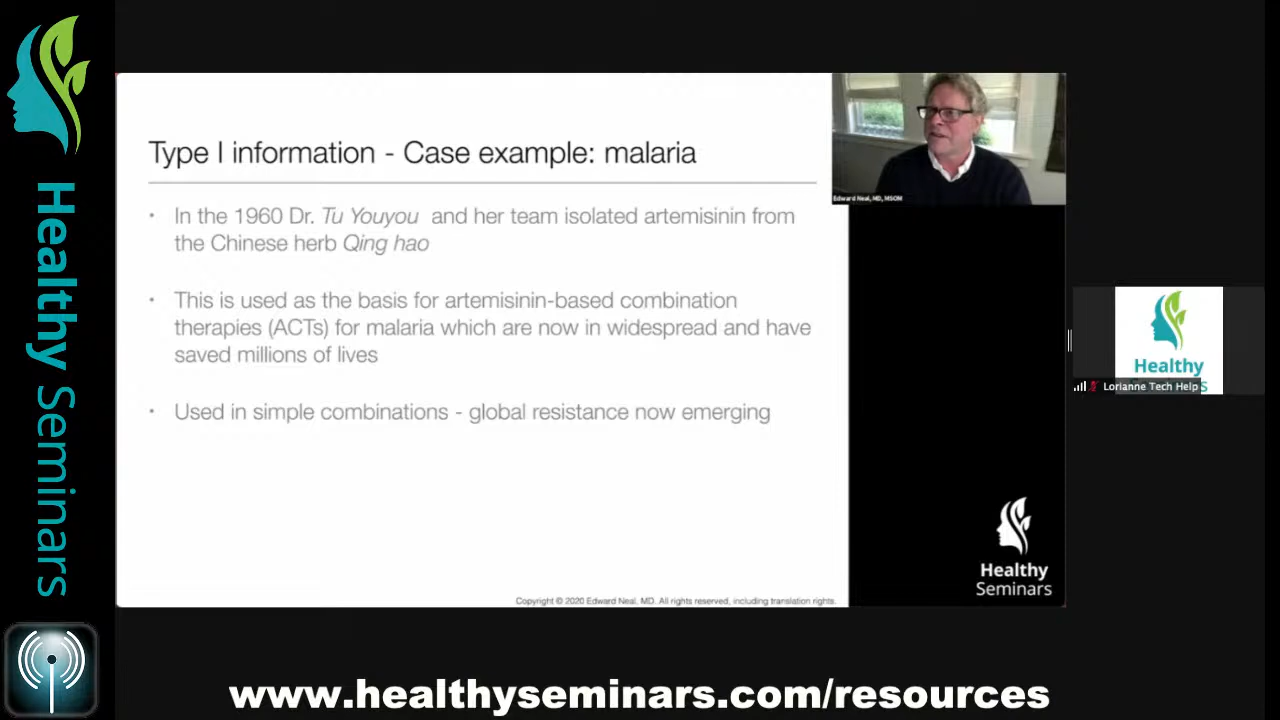 Healthy Seminars
Type I information - Case example: malaria
• In the 1960 Dr. Tu Youyou and her team isolated artemisinin from
the Chinese herb Qing hao
• This is used as the basis for artemisinin-based combination
therapies (ACTs) for malaria which are now in widespread and have
saved millions of lives
• Used in simple combinations - global resistance now emerging
Copyright © 2020 Edward Neal, MD. All rights reserved, including translation rights.
Edward Neal, MD, MSOM
Healthy
Lorianne Tech Help
Healthy
Seminars
www.healthyseminars.com/resources